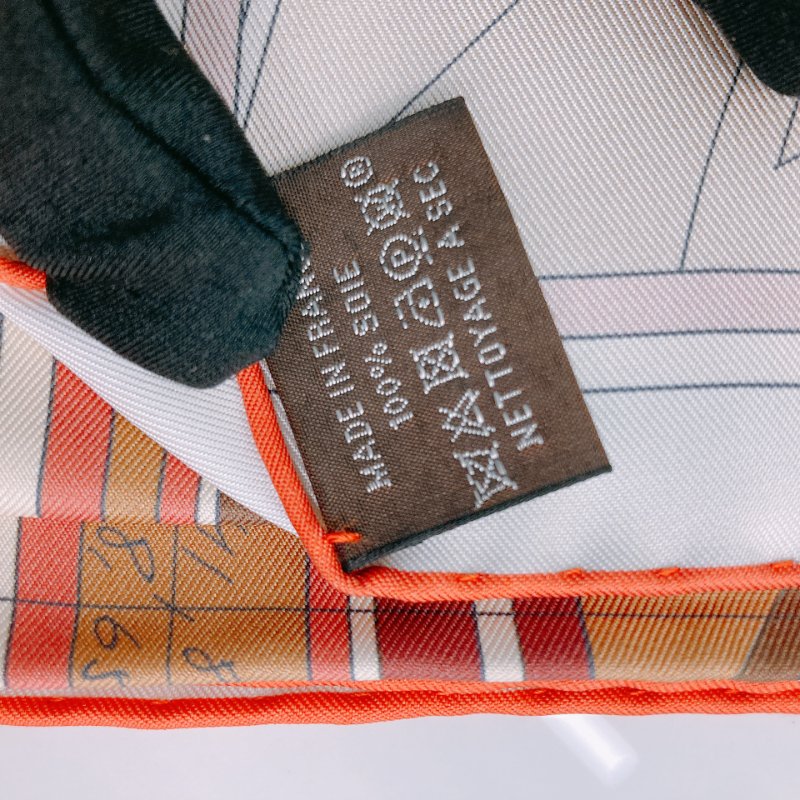 MADE IN FRAN
100% SOIE
®
P
W
NETTOYAGE A SEC